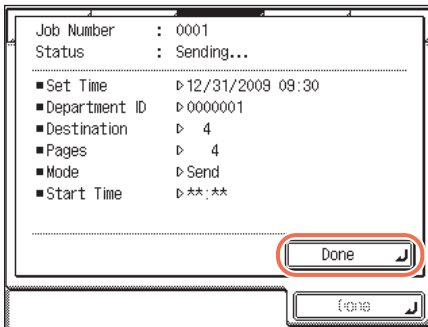 Job Number : 0001
Status : Sending...
■Set Time ▷12/31/2009 09:30
■Department ID ▷0000001
■Destination ▷ 4
■Pages ▷ 4
■Mode ▷Send
■Start Time ▷**:**
Done
Done